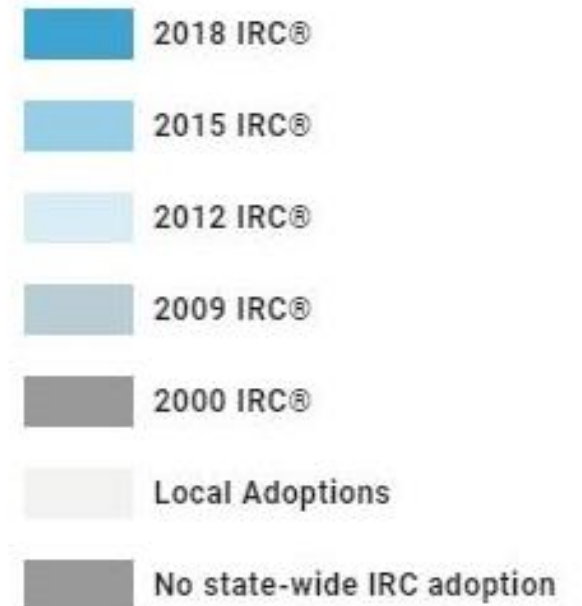 2018 IRC®
2015 IRC®
2012 IRC®
2009 IRC®
2000 IRC®
Local Adoptions
No state-wide IRC adoption